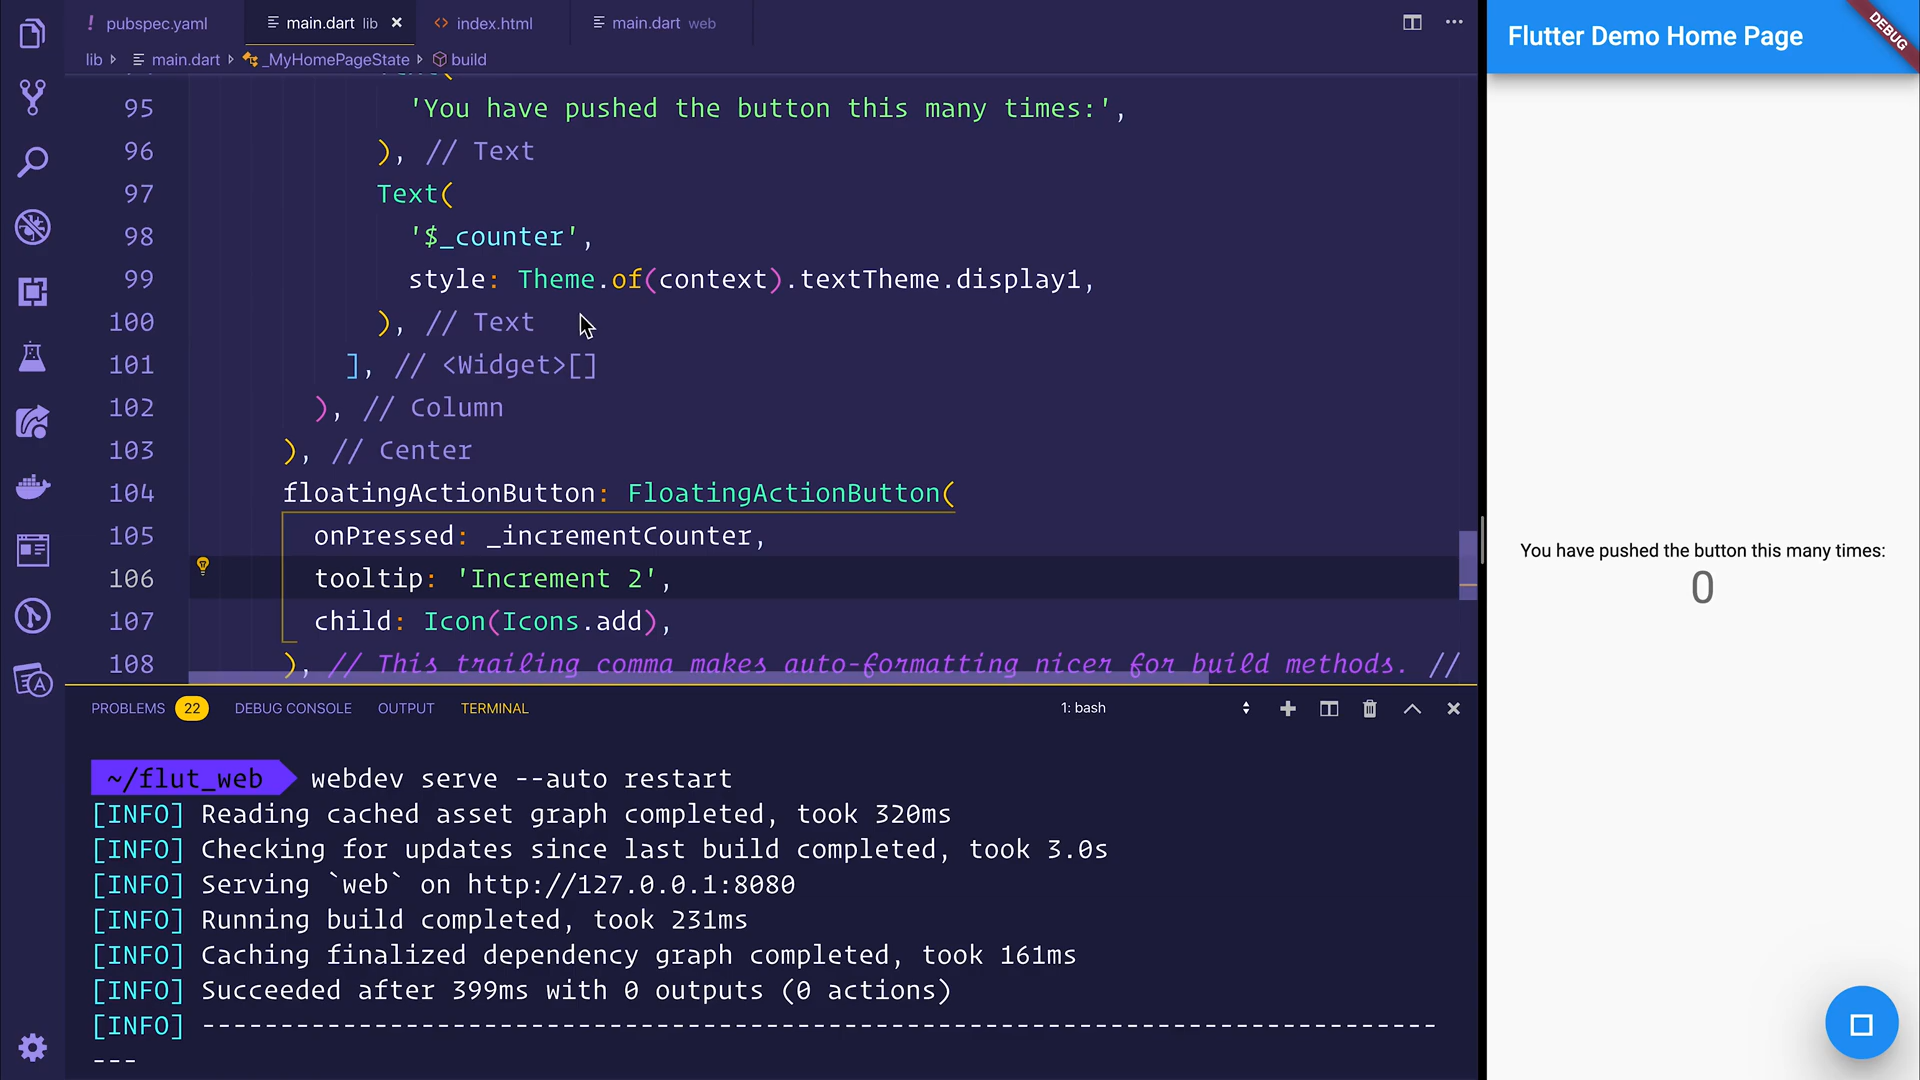 ! pubspec.yaml
main.dart lib ×
<> index.html
main.dart web
lib main.dart _MyHomePageState build
95 'You have pushed the button this many times:',
96 ), // Text
97 Text(
98 '$_counter',
99 style: Theme.of(context).textTheme.display1,
100 ), // Text
101 ], // <Widget>[]
102 ), // Column
103 ), // Center
104 floatingActionButton: FloatingActionButton(
105 onPressed: _incrementCounter,
106 tooltip: 'Increment 2',
107 child: Icon(Icons.add),
108 ), // This trailing comma makes auto-formatting nicer for build methods. //
PROBLEMS 22 DEBUG CONSOLE OUTPUT TERMINAL 1: bash
~/flut_web webdev serve --auto restart
[INFO] Reading cached asset graph completed, took 320ms
[INFO] Checking for updates since last build completed, took 3.0s
[INFO] Serving `web` on http://127.0.0.1:8080
[INFO] Running build completed, took 231ms
[INFO] Caching finalized dependency graph completed, took 161ms
[INFO] Succeeded after 399ms with 0 outputs (0 actions)
[INFO] -------------------------------------------------------------------------------
---
Flutter Demo Home Page
DEBUG
You have pushed the button this many times:
0